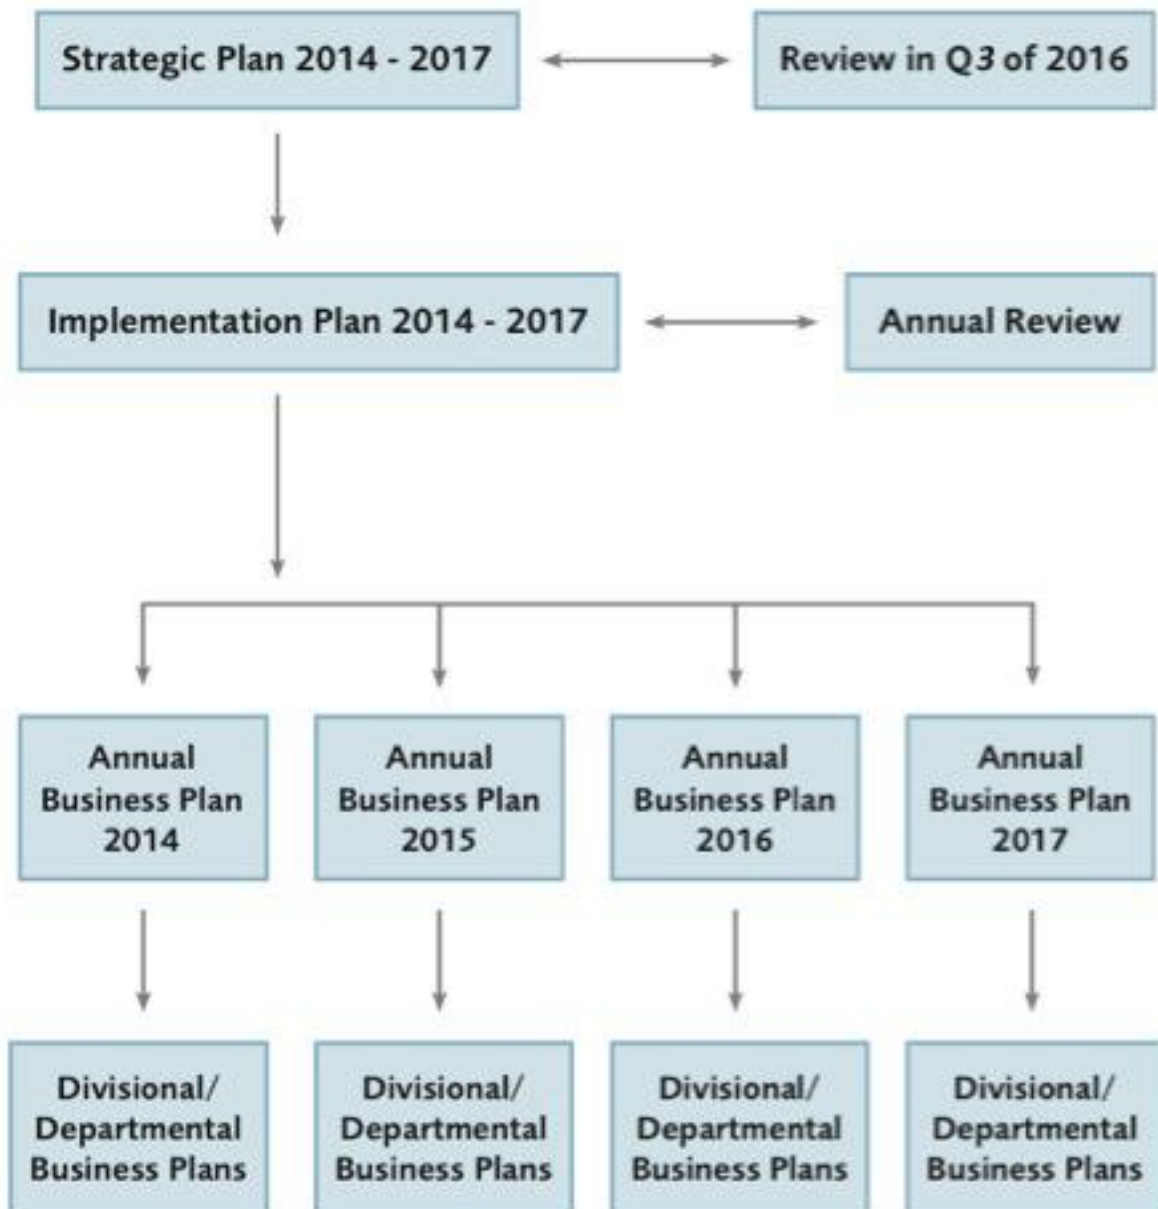 Strategic Plan 2014 - 2017
Review in Q3 of 2016
Implementation Plan 2014 - 2017
Annual Review
Annual
Business Plan
2014
Annual
Business Plan
2015
Annual
Business Plan
2016
Annual
Business Plan
2017
Divisional/
Departmental
Business Plans
Divisional/
Departmental
Business Plans
Divisional/
Departmental
Business Plans
Divisional/
Departmental
Business Plans